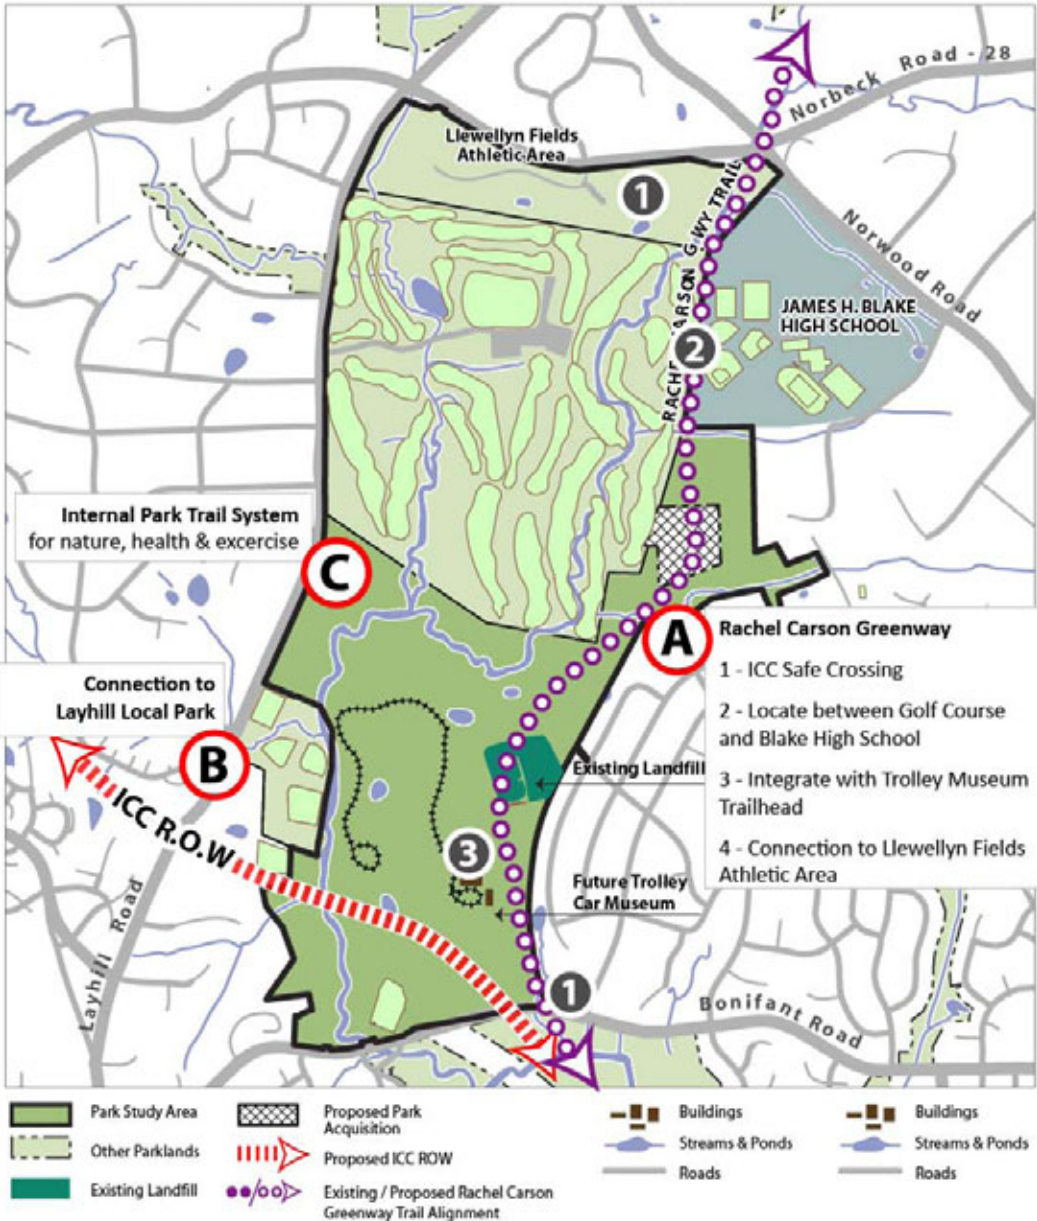 Norbeck Road - 28
Llewellyn Fields
Athletic Area
1
RACHEL CARSON GWY TRAIL
Norwood Road
JAMES H. BLAKE
HIGH SCHOOL
2
Internal Park Trail System
for nature, health & excercise
C
A
Rachel Carson Greenway
1 - ICC Safe Crossing
2 - Locate between Golf Course
and Blake High School
3 - Integrate with Trolley Museum
Trailhead
4 - Connection to Llewellyn Fields
Athletic Area
Connection to
Layhill Local Park
B
ICC R.O.W
Existing Landfill
3
Future Trolley
Car Museum
Layhill Road
1
Bonifant Road
Park Study Area
Other Parklands
Existing Landfill
Proposed Park
Acquisition
Proposed ICC ROW
Existing / Proposed Rachel Carson
Greenway Trail Alignment
Buildings
Streams & Ponds
Roads
Buildings
Streams & Ponds
Roads